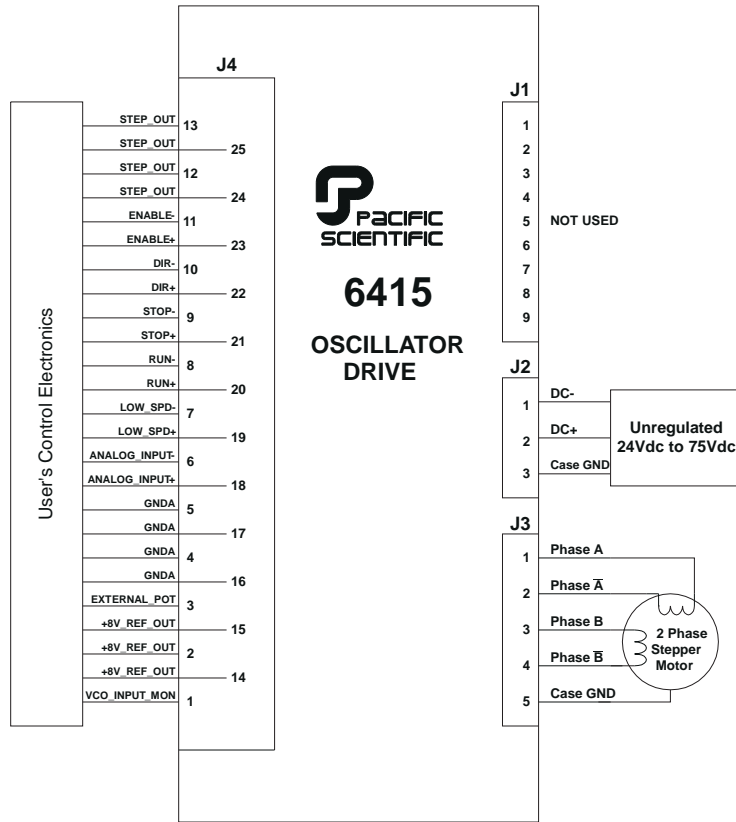 J4
J1
User's Control Electronics
STEP_OUT 13
STEP_OUT 25
STEP_OUT 12
STEP_OUT 24
ENABLE- 11
ENABLE+ 23
DIR- 10
DIR+ 22
STOP- 9
STOP+ 21
RUN- 8
RUN+ 20
LOW_SPD- 7
LOW_SPD+ 19
ANALOG_INPUT- 6
ANALOG_INPUT+ 18
GNDA 5
GNDA 17
GNDA 4
GNDA 16
EXTERNAL_POT 3
+8V_REF_OUT 15
+8V_REF_OUT 2
+8V_REF_OUT 14
VCO_INPUT_MON 1
PACIFIC
SCIENTIFIC
6415
OSCILLATOR
DRIVE
1
2
3
4
5
6
7
8
9
NOT USED
J2
1 DC-
2 DC+
3 Case GND
Unregulated
24Vdc to 75Vdc
J3
1 Phase A
2 Phase A̅
3 Phase B
4 Phase B̅
5 Case GND
2 Phase
Stepper
Motor